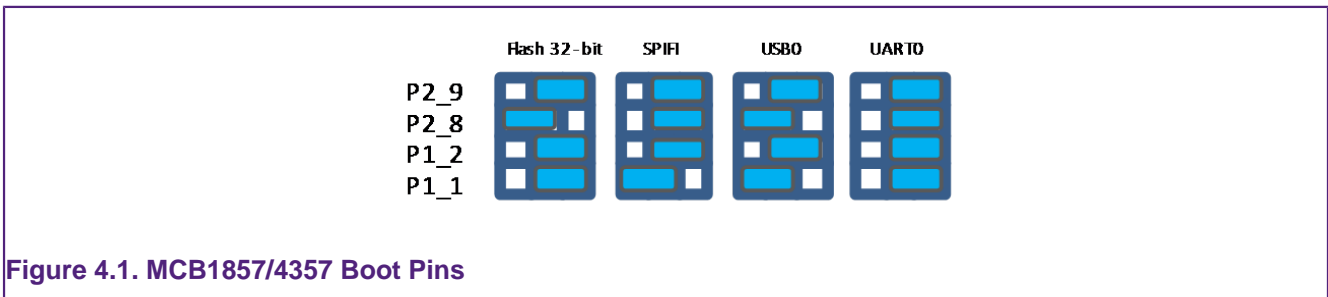 Flash 32-bit SPIFI USB0 UART0
P2_9
P2_8
P1_2
P1_1
Figure 4.1. MCB1857/4357 Boot Pins